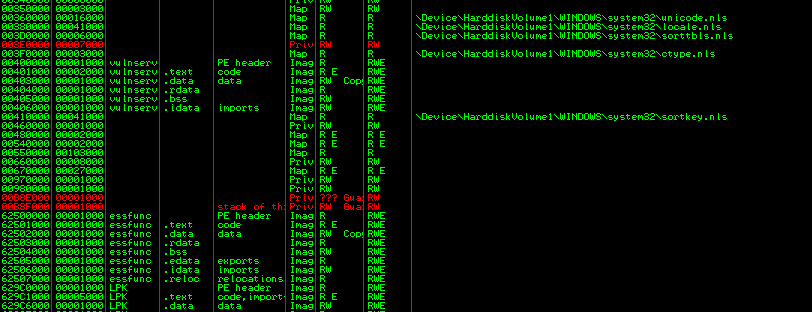 00350000 00003000 Map R R
00360000 00016000 Map R R \Device\HarddiskVolume1\WINDOWS\system32\unicode.nls
00380000 00041000 Map R R \Device\HarddiskVolume1\WINDOWS\system32\locale.nls
003D0000 00006000 Map R R \Device\HarddiskVolume1\WINDOWS\system32\sorttbls.nls
003E0000 00007000 Priv RW RW
003F0000 00003000 Map R R \Device\HarddiskVolume1\WINDOWS\system32\ctype.nls
00400000 00001000 vulnserv PE header Imag R RWE
00401000 00002000 vulnserv .text code Imag R E RWE
00403000 00001000 vulnserv .data data Imag RW Cop RWE
00404000 00001000 vulnserv .rdata Imag R RWE
00405000 00001000 vulnserv .bss Imag RW RWE
00406000 00001000 vulnserv .idata imports Imag RW RWE
00410000 00041000 Map R R \Device\HarddiskVolume1\WINDOWS\system32\sortkey.nls
00460000 00001000 Priv RW RW
00480000 00002000 Map R E R E
00540000 00002000 Map R E R E
00550000 00103000 Map R R
00660000 00008000 Priv RW RW
00670000 00027000 Map R E R E
00970000 00001000 Priv RW RW
00980000 00001000 Priv RW RW
00B8E000 00001000 Priv ??? Gua RW
00B8F000 00001000 stack of th Priv RW Gua RW
62500000 00001000 essfunc PE header Imag R RWE
62501000 00001000 essfunc .text code Imag R E RWE
62502000 00001000 essfunc .data data Imag RW Cop RWE
62503000 00001000 essfunc .rdata Imag R RWE
62504000 00001000 essfunc .bss Imag RW RWE
62505000 00001000 essfunc .edata exports Imag R RWE
62506000 00001000 essfunc .idata imports Imag RW RWE
62507000 00001000 essfunc .reloc relocations Imag R RWE
629C0000 00001000 LPK PE header Imag R RWE
629C1000 00005000 LPK .text code,import Imag R E RWE
629C6000 00001000 LPK .data data Imag RW RWE